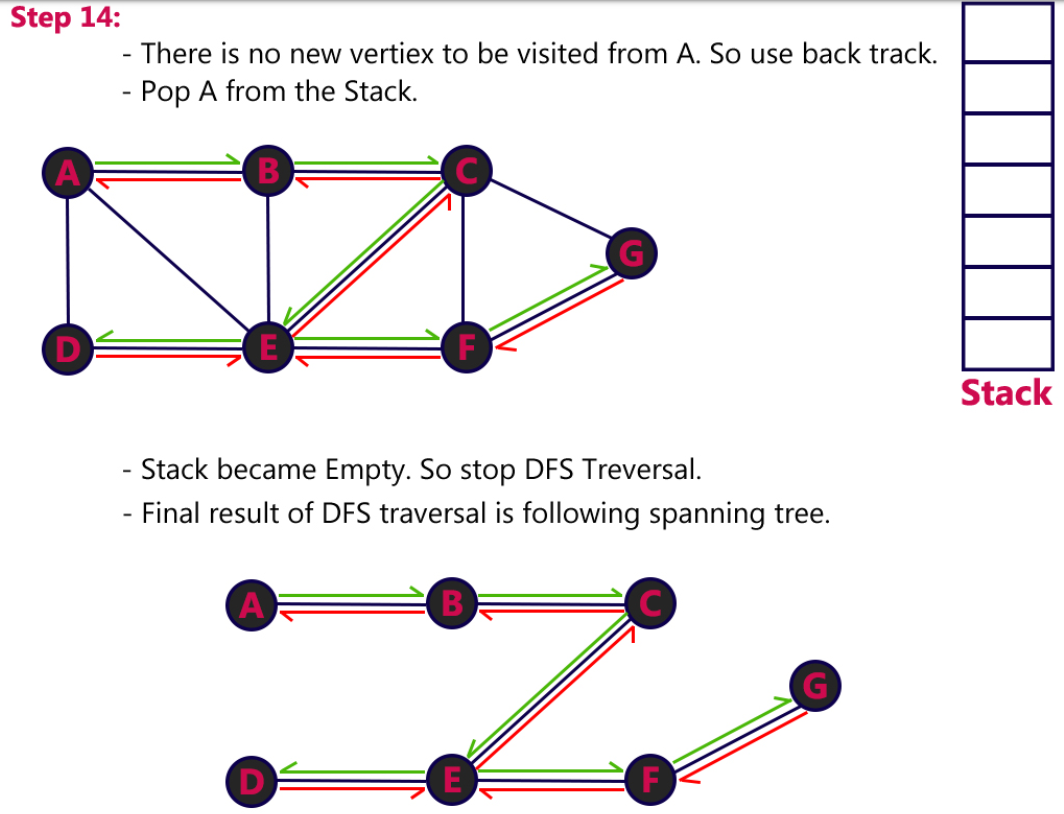 Step 14:
- There is no new vertiex to be visited from A. So use back track.
- Pop A from the Stack.
A B C
G
D E F
Stack
- Stack became Empty. So stop DFS Treversal.
- Final result of DFS traversal is following spanning tree.
A B C
G
D E F